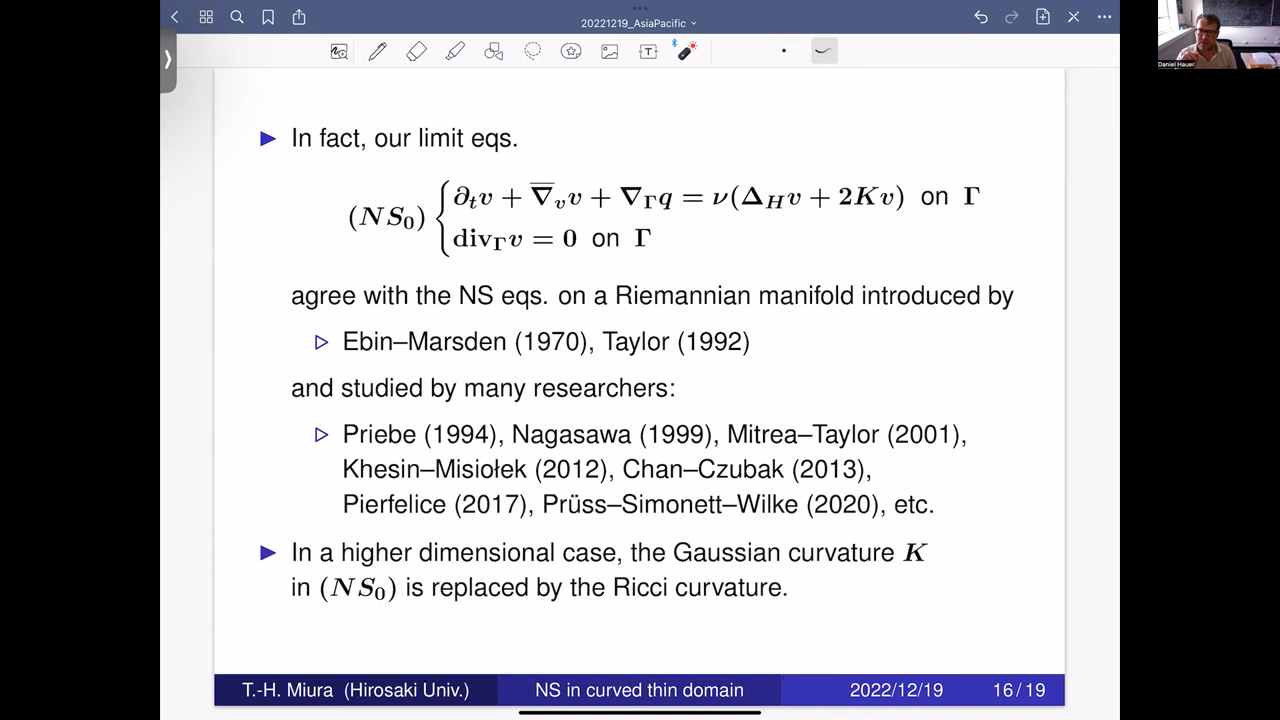 20221219_AsiaPacific
T
Daniel Hauer
▶ In fact, our limit eqs.
(NS₀) { ∂ₜv + ∇̅ᵥv + ∇_Γ q = ν(Δ_H v + 2Kv) on Γ
div_Γ v = 0 on Γ
agree with the NS eqs. on a Riemannian manifold introduced by
▷ Ebin–Marsden (1970), Taylor (1992)
and studied by many researchers:
▷ Priebe (1994), Nagasawa (1999), Mitrea–Taylor (2001),
Khesin–Misiołek (2012), Chan–Czubak (2013),
Pierfelice (2017), Prüss–Simonett–Wilke (2020), etc.
▶ In a higher dimensional case, the Gaussian curvature K
in (NS₀) is replaced by the Ricci curvature.
T.-H. Miura (Hirosaki Univ.) NS in curved thin domain 2022/12/19 16/19